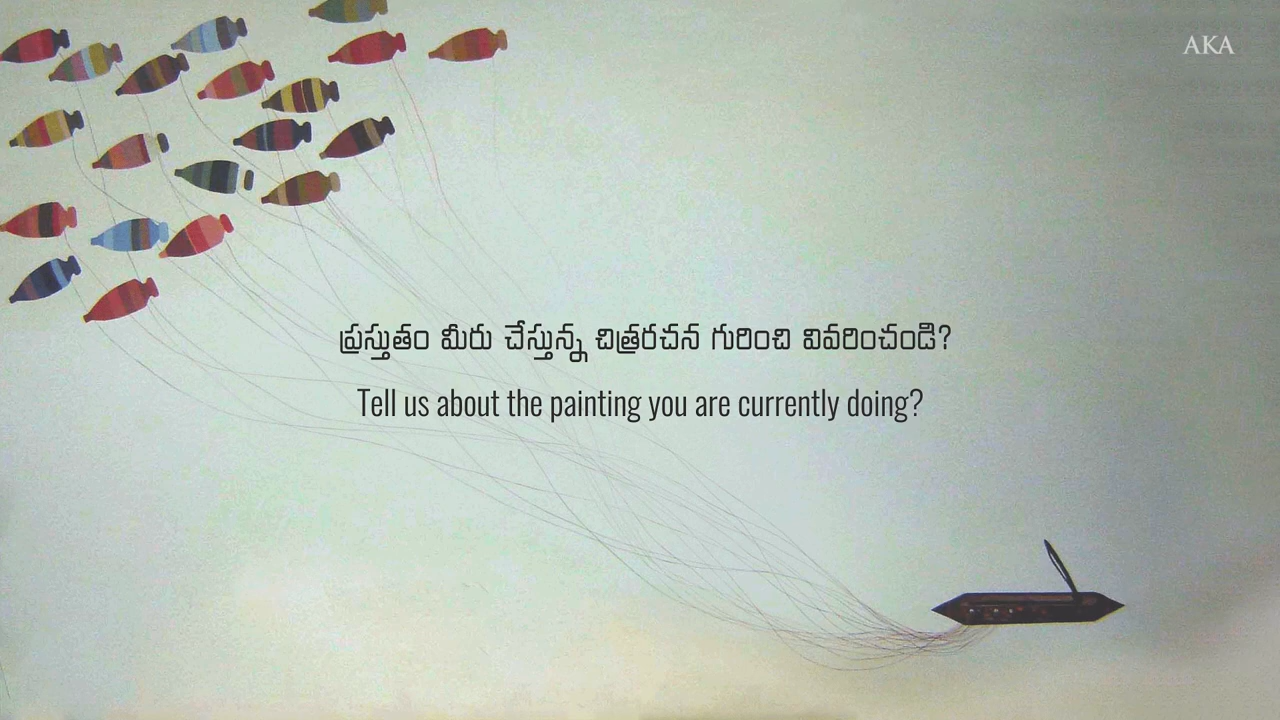 AKA
ప్రస్తుతం మీరు చేస్తున్న చిత్రరచన గురించి వివరించండి?
Tell us about the painting you are currently doing?